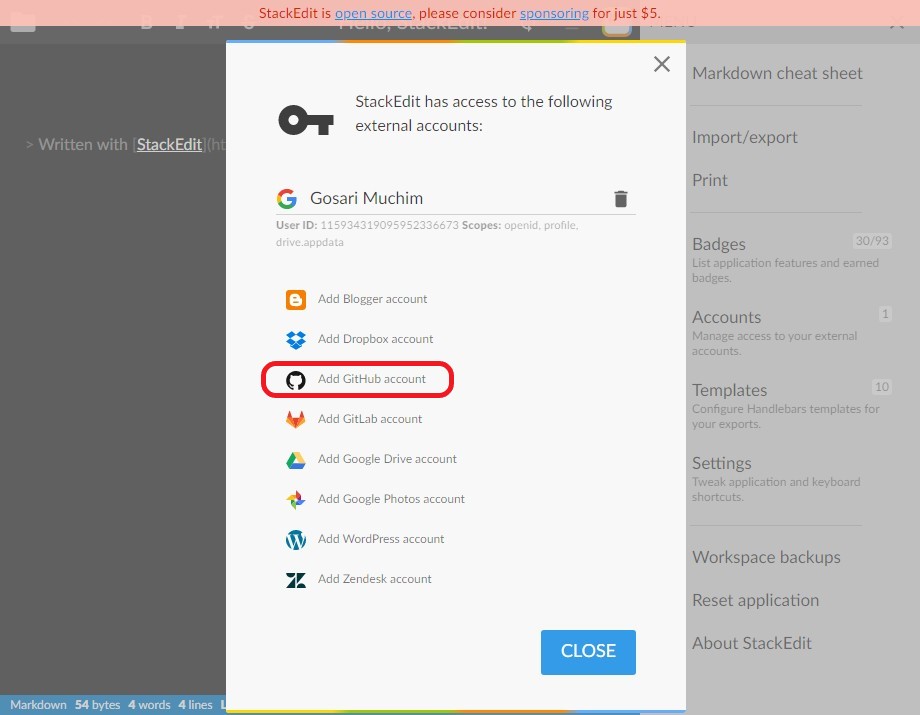 StackEdit is open source, please consider sponsoring for just $5.
Hello, StackEdit!
StackEdit has access to the following
external accounts:
> Written with [StackEdit](ht
Gosari Muchim
User ID: 115934319095952336673 Scopes: openid, profile,
drive.appdata
Add Blogger account
Add Dropbox account
Add GitHub account
Add GitLab account
Add Google Drive account
Add Google Photos account
Add WordPress account
Add Zendesk account
CLOSE
Markdown cheat sheet
Import/export
Print
Badges 30/93
List application features and earned
badges.
Accounts 1
Manage access to your external
accounts.
Templates 10
Configure Handlebars templates for
your exports.
Settings
Tweak application and keyboard
shortcuts.
Workspace backups
Reset application
About StackEdit
Markdown 54 bytes 4 words 4 lines